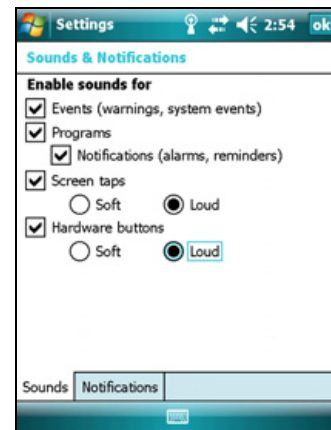 Settings 2:54 ok
Sounds & Notifications
Enable sounds for
Events (warnings, system events)
Programs
Notifications (alarms, reminders)
Screen taps
Soft Loud
Hardware buttons
Soft Loud
Sounds Notifications